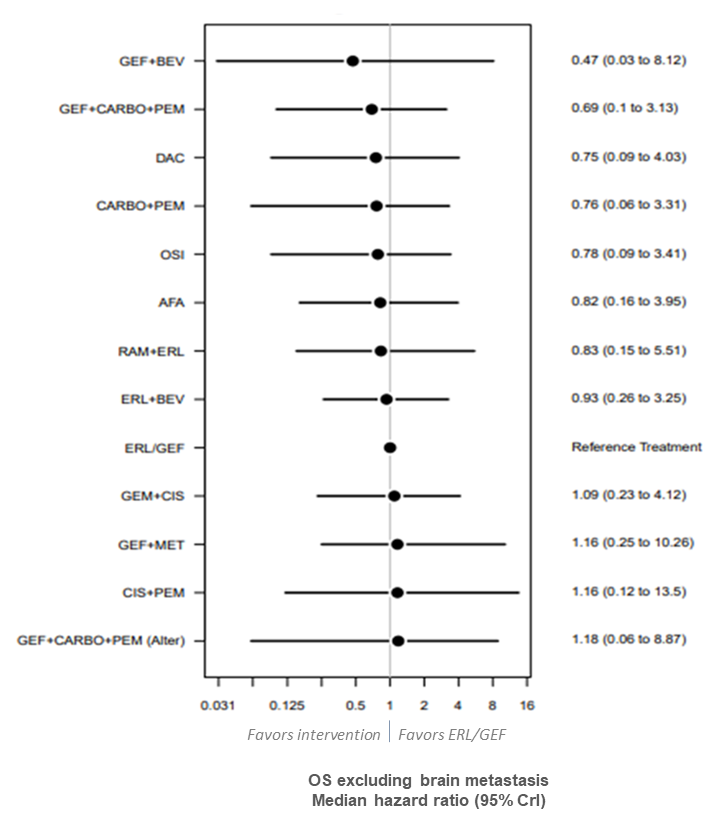 GEF+BEV 0.47 (0.03 to 8.12)
GEF+CARBO+PEM 0.69 (0.1 to 3.13)
DAC 0.75 (0.09 to 4.03)
CARBO+PEM 0.76 (0.06 to 3.31)
OSI 0.78 (0.09 to 3.41)
AFA 0.82 (0.16 to 3.95)
RAM+ERL 0.83 (0.15 to 5.51)
ERL+BEV 0.93 (0.26 to 3.25)
ERL/GEF Reference Treatment
GEM+CIS 1.09 (0.23 to 4.12)
GEF+MET 1.16 (0.25 to 10.26)
CIS+PEM 1.16 (0.12 to 13.5)
GEF+CARBO+PEM (Alter) 1.18 (0.06 to 8.87)
0.031 0.125 0.5 1 2 4 8 16
Favors intervention Favors ERL/GEF
OS excluding brain metastasis
Median hazard ratio (95% CrI)